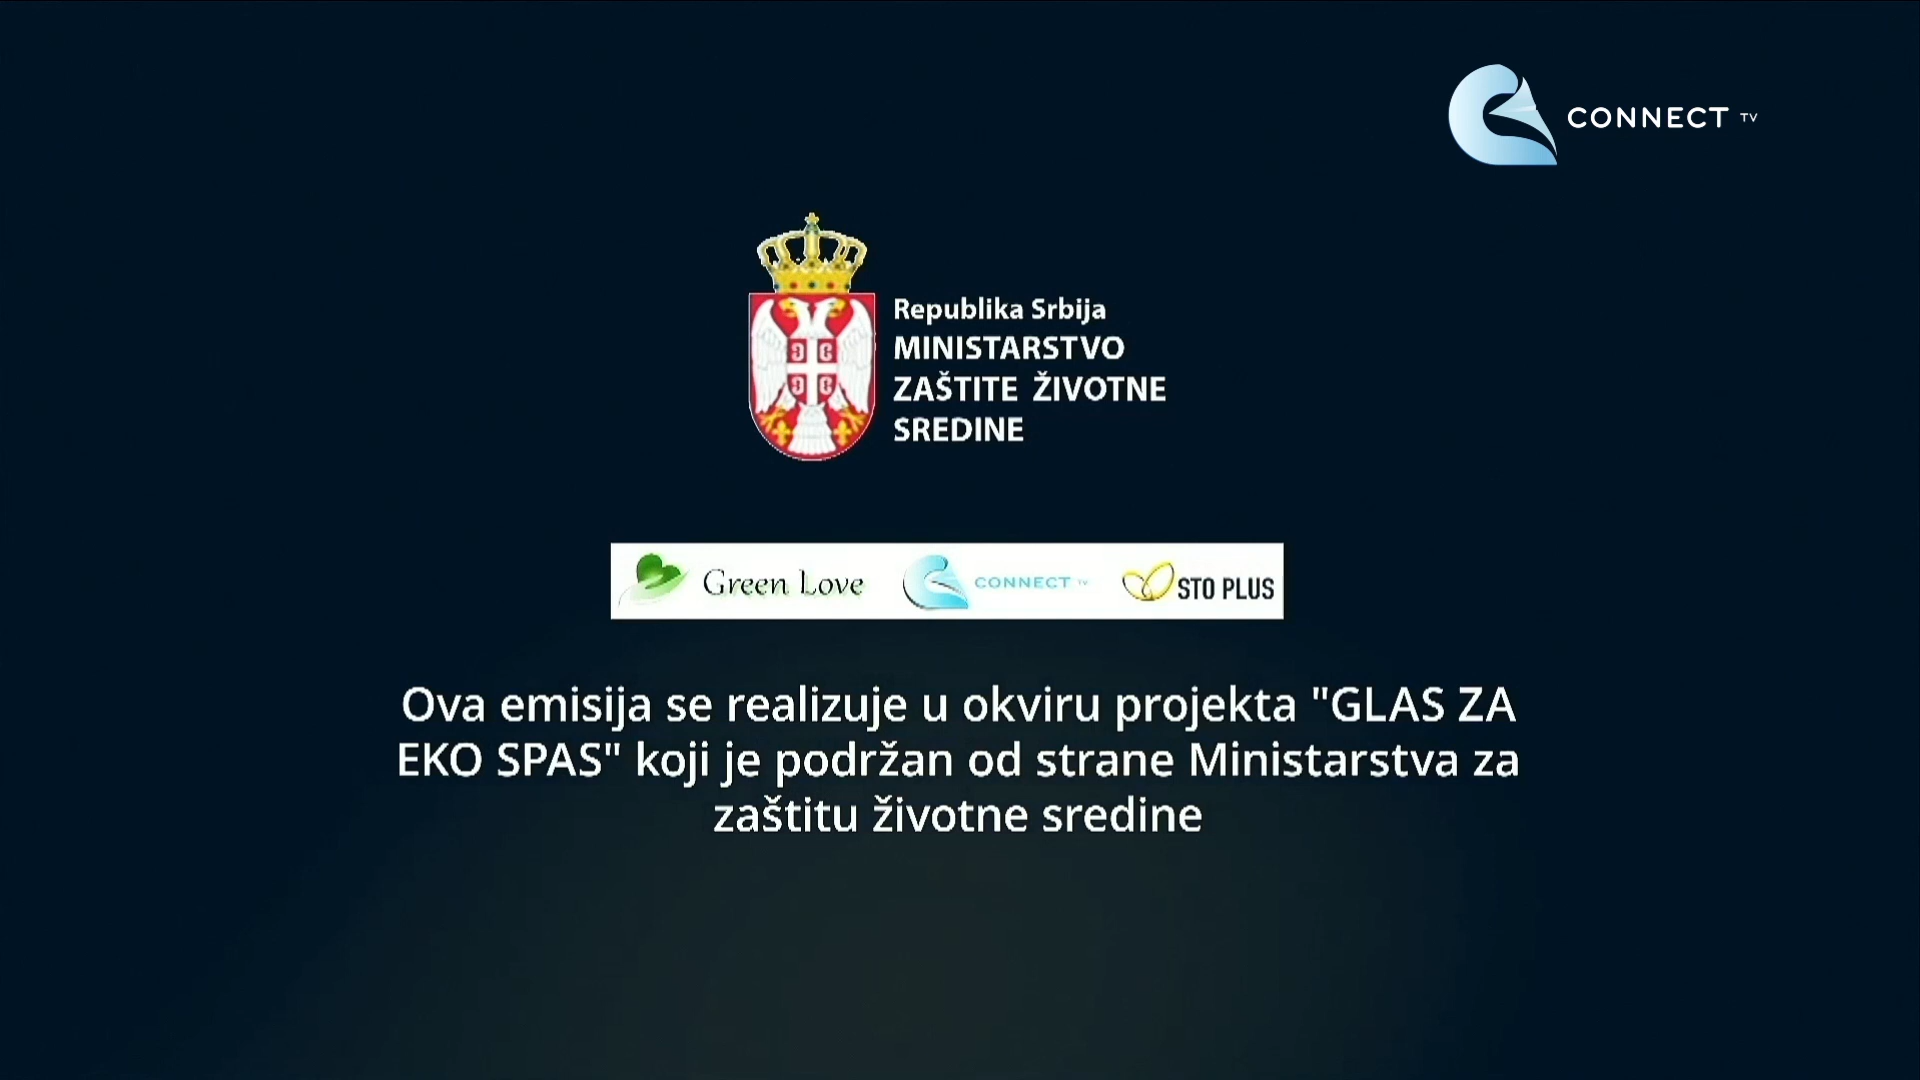 CONNECT TV
Republika Srbija
MINISTARSTVO
ZAŠTITE ŽIVOTNE
SREDINE
Green Love CONNECT TV STO PLUS
Ova emisija se realizuje u okviru projekta "GLAS ZA
EKO SPAS" koji je podržan od strane Ministarstva za
zaštitu životne sredine